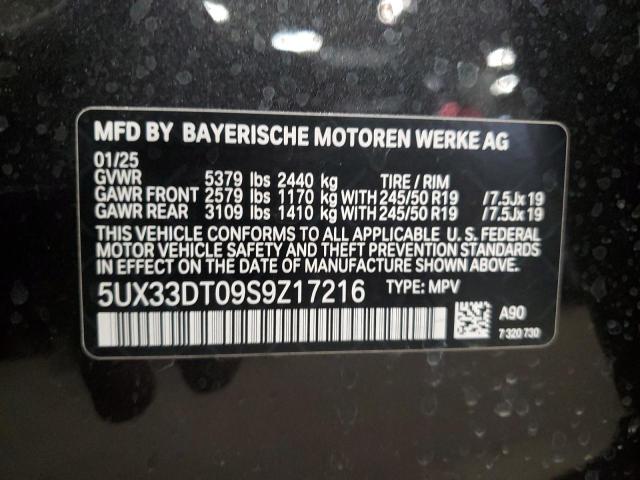 MFD BY BAYERISCHE MOTOREN WERKE AG
01/25
GVWR 5379 lbs 2440 kg TIRE / RIM
GAWR FRONT 2579 lbs 1170 kg WITH 245/50 R19 /7.5Jx19
GAWR REAR 3109 lbs 1410 kg WITH 245/50 R19 /7.5Jx19
THIS VEHICLE CONFORMS TO ALL APPLICABLE U. S. FEDERAL
MOTOR VEHICLE SAFETY AND THEFT PREVENTION STANDARDS
IN EFFECT ON THE DATE OF MANUFACTURE SHOWN ABOVE.
5UX33DT09S9Z17216 TYPE: MPV
A90
7 320 730